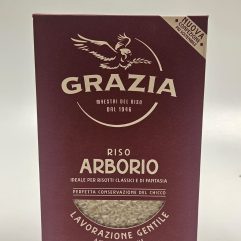 NUOVA
GRAZIA
MAESTRI DEL RISO
DAL 1946
RISO
ARBORIO
IDEALE PER RISOTTI CLASSICI E DI FANTASIA
PERFETTA CONSERVAZIONE DEL CHICCO
LAVORAZIONE GENTILE